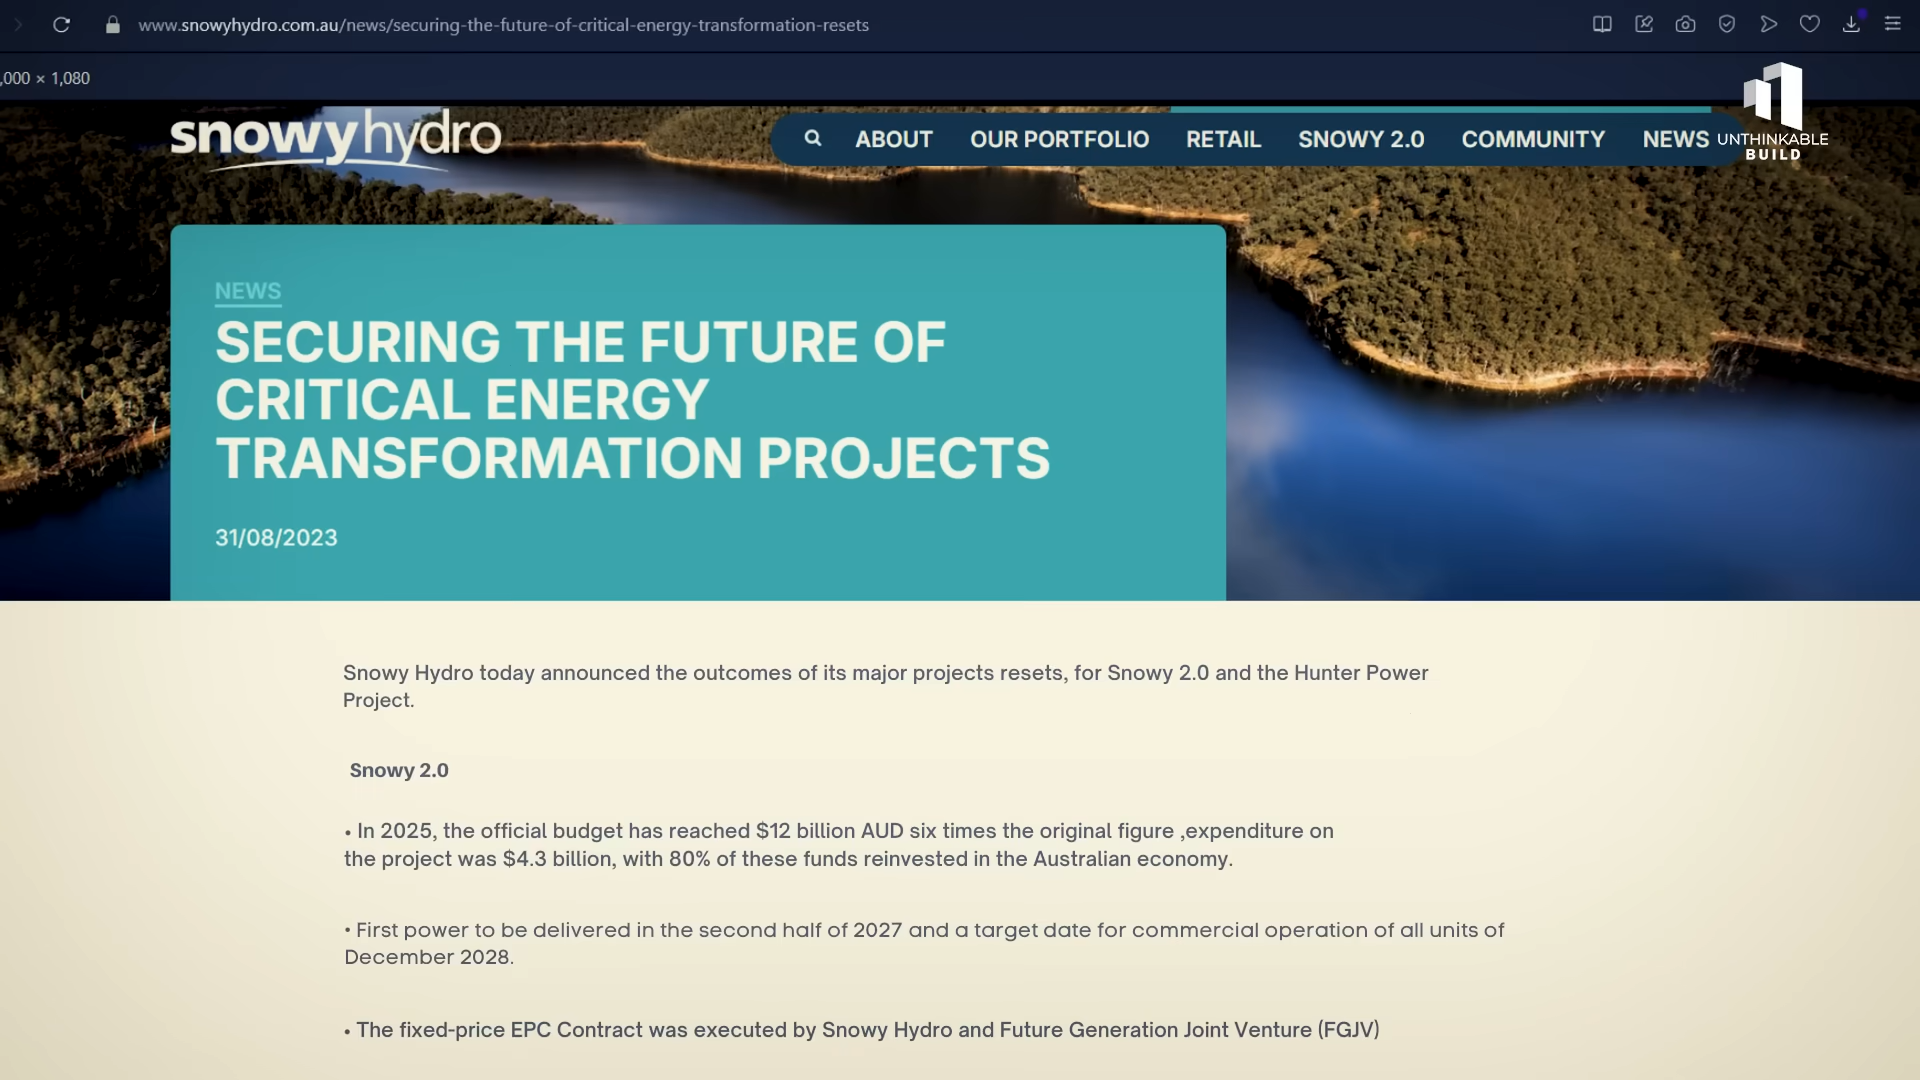 www.snowyhydro.com.au/news/securing-the-future-of-critical-energy-transformation-resets
,000 × 1,080
snowyhydro
ABOUT OUR PORTFOLIO RETAIL SNOWY 2.0 COMMUNITY NEWS
UNTHINKABLE
BUILD
NEWS
SECURING THE FUTURE OF
CRITICAL ENERGY
TRANSFORMATION PROJECTS
31/08/2023
Snowy Hydro today announced the outcomes of its major projects resets, for Snowy 2.0 and the Hunter Power
Project.
Snowy 2.0
• In 2025, the official budget has reached $12 billion AUD six times the original figure ,expenditure on
the project was $4.3 billion, with 80% of these funds reinvested in the Australian economy.
• First power to be delivered in the second half of 2027 and a target date for commercial operation of all units of
December 2028.
• The fixed-price EPC Contract was executed by Snowy Hydro and Future Generation Joint Venture (FGJV)